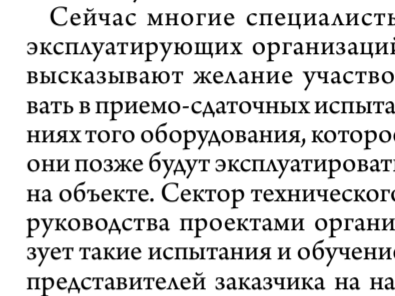 Сейчас многие специалисты
эксплуатирующих организаций
высказывают желание участво
вать в приемо-сдаточных испыта
ниях того оборудования, которое
они позже будут эксплуатировать
на объекте. Сектор технического
руководства проектами органи
зует такие испытания и обучение
представителей заказчика на на